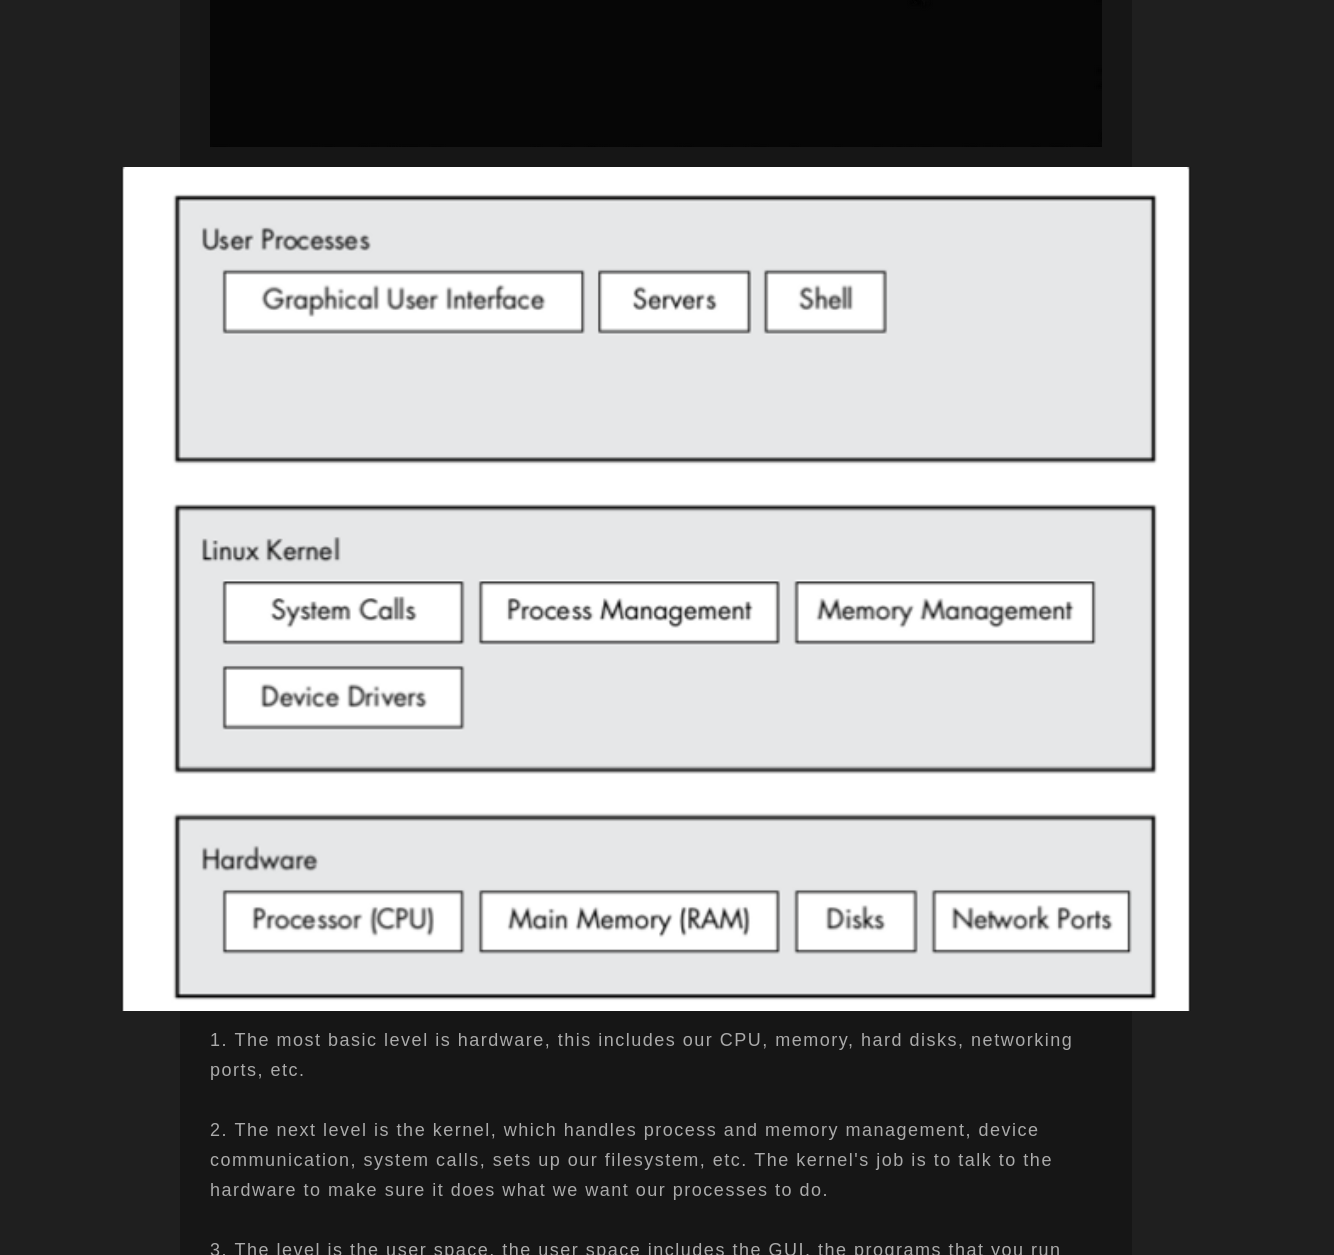 User Processes
Graphical User Interface
Servers
Shell
Linux Kernel
System Calls
Process Management
Memory Management
Device Drivers
Hardware
Processor (CPU)
Main Memory (RAM)
Disks
Network Ports
1. The most basic level is hardware, this includes our CPU, memory, hard disks, networking
ports, etc.
2. The next level is the kernel, which handles process and memory management, device
communication, system calls, sets up our filesystem, etc. The kernel's job is to talk to the
hardware to make sure it does what we want our processes to do.
3. The level is the user space, the user space includes the GUI, the programs that you run